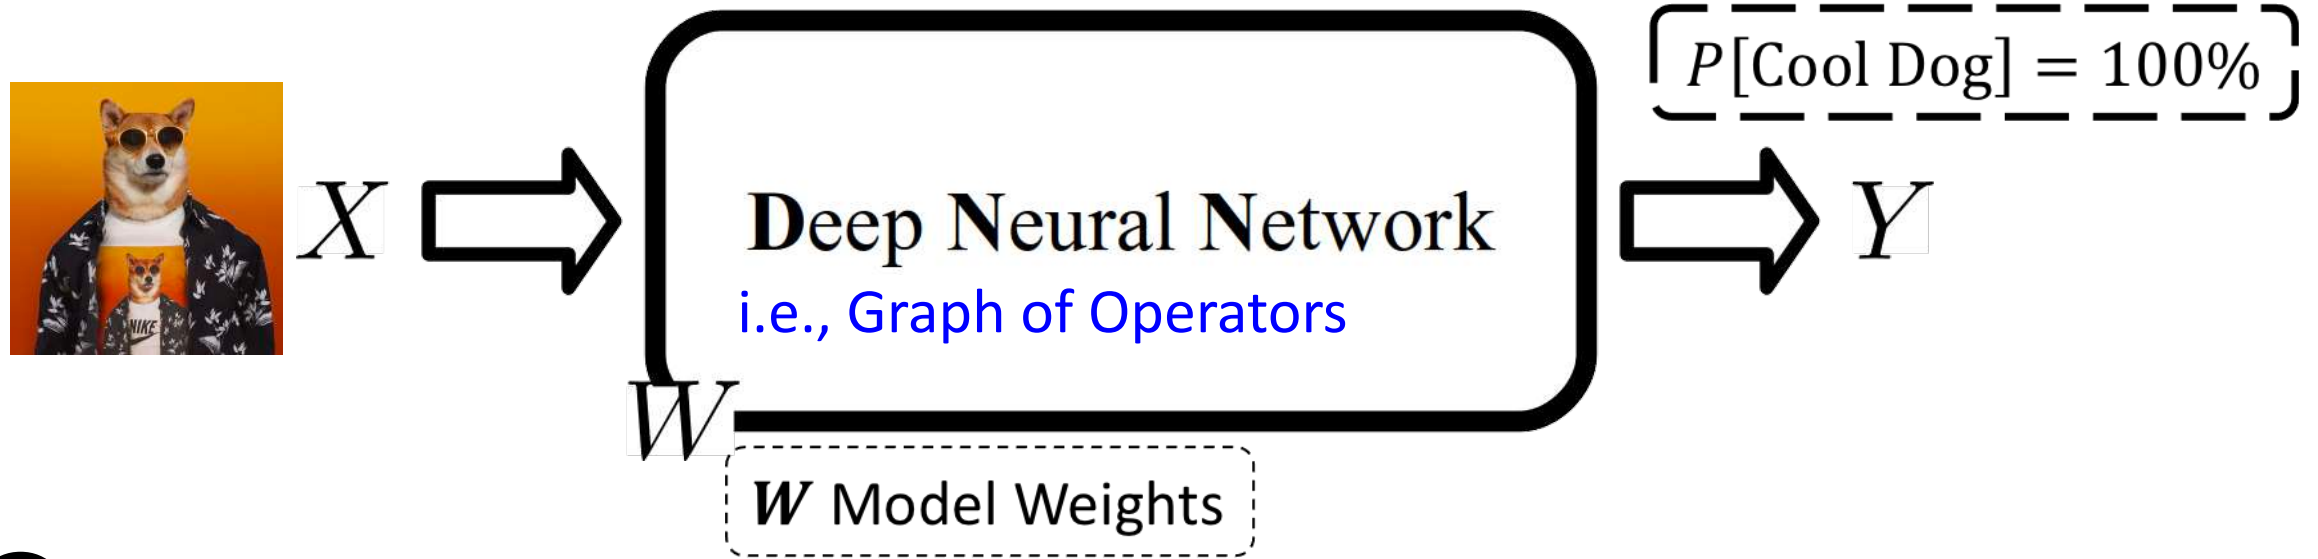 P[Cool Dog] = 100%
X
Deep Neural Network
Y
i.e., Graph of Operators
NIKE
W
W Model Weights